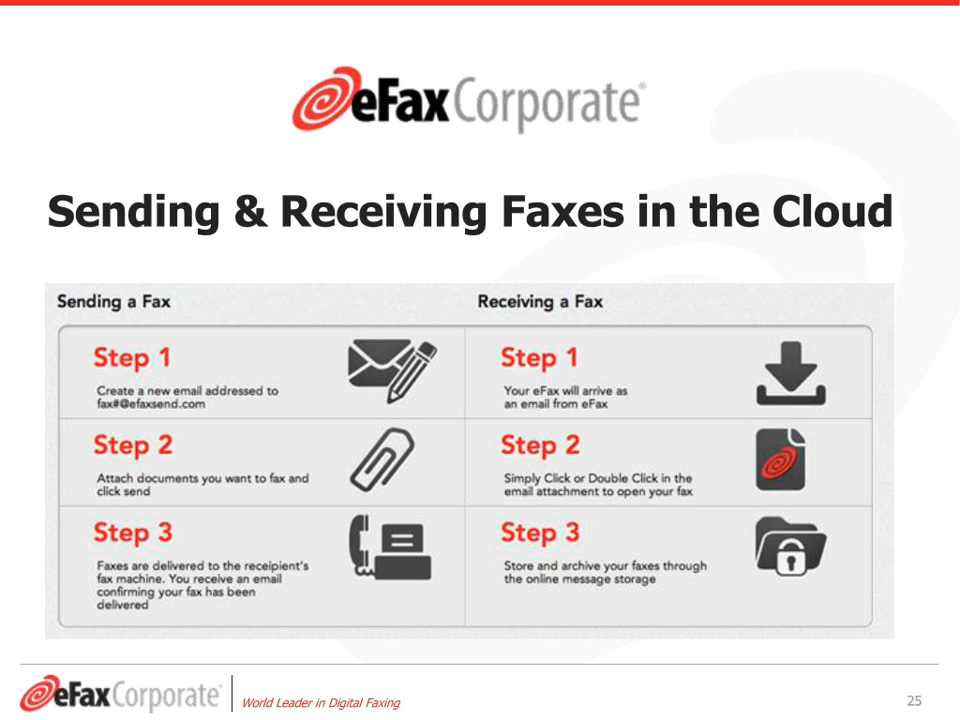 eFax Corporate®
Sending & Receiving Faxes in the Cloud
Sending a Fax
Step 1
Create a new email addressed to
fax#@efaxsend.com
Step 2
Attach documents you want to fax and
click send
Step 3
Faxes are delivered to the receipient's
fax machine. You receive an email
confirming your fax has been
delivered
Receiving a Fax
Step 1
Your eFax will arrive as
an email from eFax
Step 2
Simply Click or Double Click in the
email attachment to open your fax
Step 3
Store and archive your faxes through
the online message storage
eFax Corporate®
World Leader in Digital Faxing
25